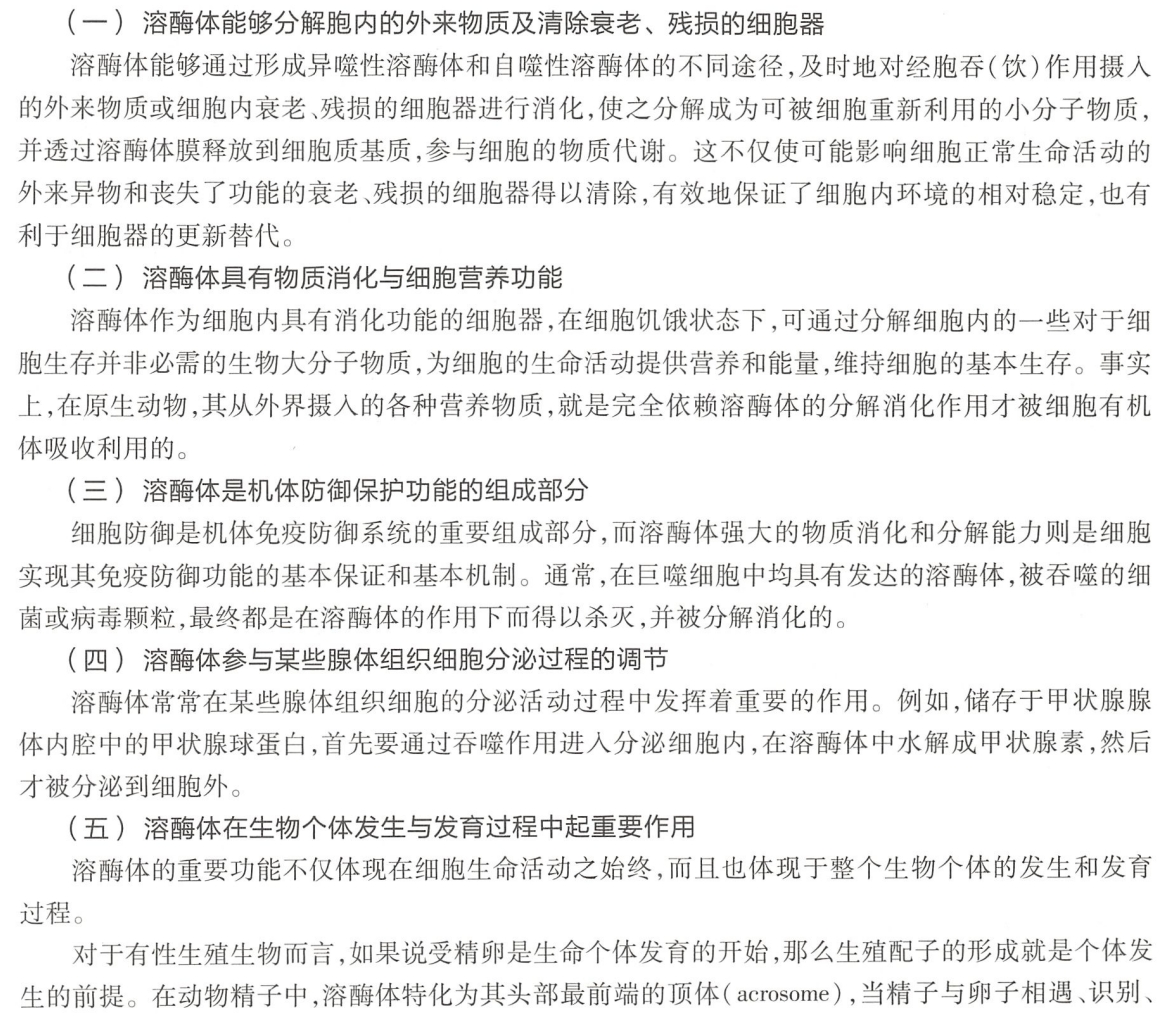 （一）溶酶体能够分解胞内的外来物质及清除衰老、残损的细胞器
溶酶体能够通过形成异噬性溶酶体和自噬性溶酶体的不同途径,及时地对经胞吞(饮)作用摄入
的外来物质或细胞内衰老、残损的细胞器进行消化,使之分解成为可被细胞重新利用的小分子物质,
并透过溶酶体膜释放到细胞质基质,参与细胞的物质代谢。这不仅使可能影响细胞正常生命活动的
外来异物和丧失了功能的衰老、残损的细胞器得以清除,有效地保证了细胞内环境的相对稳定,也有
利于细胞器的更新替代。
（二）溶酶体具有物质消化与细胞营养功能
溶酶体作为细胞内具有消化功能的细胞器,在细胞饥饿状态下,可通过分解细胞内的一些对于细
胞生存并非必需的生物大分子物质,为细胞的生命活动提供营养和能量,维持细胞的基本生存。事实
上,在原生动物,其从外界摄入的各种营养物质,就是完全依赖溶酶体的分解消化作用才被细胞有机
体吸收利用的。
（三）溶酶体是机体防御保护功能的组成部分
细胞防御是机体免疫防御系统的重要组成部分,而溶酶体强大的物质消化和分解能力则是细胞
实现其免疫防御功能的基本保证和基本机制。通常,在巨噬细胞中均具有发达的溶酶体,被吞噬的细
菌或病毒颗粒,最终都是在溶酶体的作用下而得以杀灭,并被分解消化的。
（四）溶酶体参与某些腺体组织细胞分泌过程的调节
溶酶体常常在某些腺体组织细胞的分泌活动过程中发挥着重要的作用。例如,储存于甲状腺腺
体内腔中的甲状腺球蛋白,首先要通过吞噬作用进入分泌细胞内,在溶酶体中水解成甲状腺素,然后
才被分泌到细胞外。
（五）溶酶体在生物个体发生与发育过程中起重要作用
溶酶体的重要功能不仅体现在细胞生命活动之始终,而且也体现于整个生物个体的发生和发育
过程。
对于有性生殖生物而言,如果说受精卵是生命个体发育的开始,那么生殖配子的形成就是个体发
生的前提。在动物精子中,溶酶体特化为其头部最前端的顶体(acrosome),当精子与卵子相遇、识别、